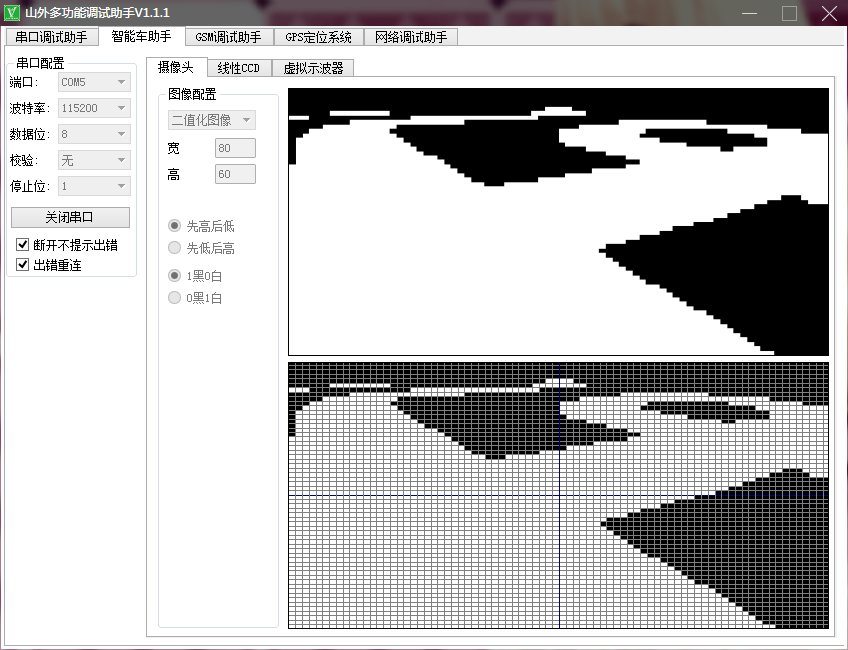 山外多功能调试助手V1.1.1
串口调试助手 智能车助手 GSM调试助手 GPS定位系统 网络调试助手
串口配置
端口: COM5
波特率: 115200
数据位: 8
校验: 无
停止位: 1
关闭串口
断开不提示出错
出错重连
摄像头 线性CCD 虚拟示波器
图像配置
二值化图像
宽 80
高 60
先高后低
先低后高
1黑0白
0黑1白